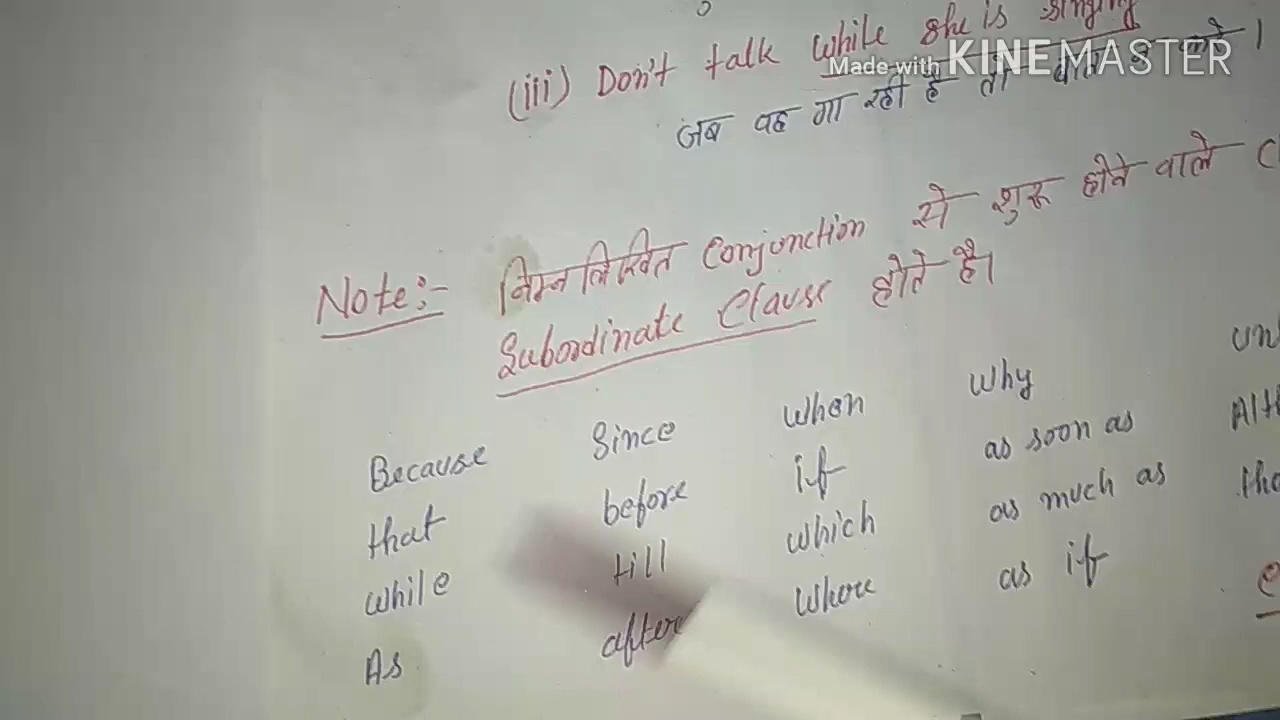 (iii) Don't talk while she is singing
Made with KINEMASTER
जब वह गा रही है तो
Note:- निम्नलिखित Conjunction से शुरू होने वाले
Subordinate Clause होते है।
Because Since when why
that before if as soon as
while till which as much as
As after where as if